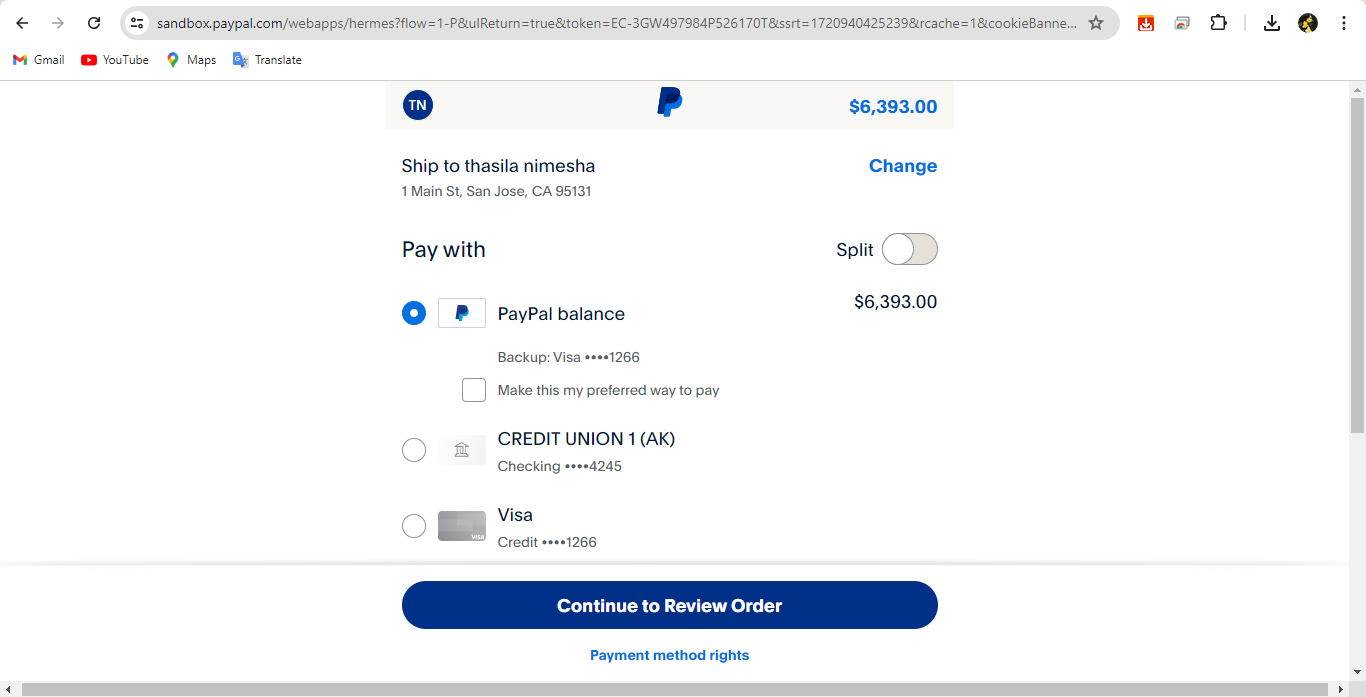 sandbox.paypal.com/webapps/hermes?flow=1-P&ulReturn=true&token=EC-3GW497984P526170T&ssrt=1720940425239&rcache=1&cookieBanne...
Gmail YouTube Maps Translate
TN $6,393.00
Ship to thasila nimesha Change
1 Main St, San Jose, CA 95131
Pay with Split
PayPal balance $6,393.00
Backup: Visa ••••1266
Make this my preferred way to pay
CREDIT UNION 1 (AK)
Checking ••••4245
Visa
VISA
Credit ••••1266
Continue to Review Order
Payment method rights